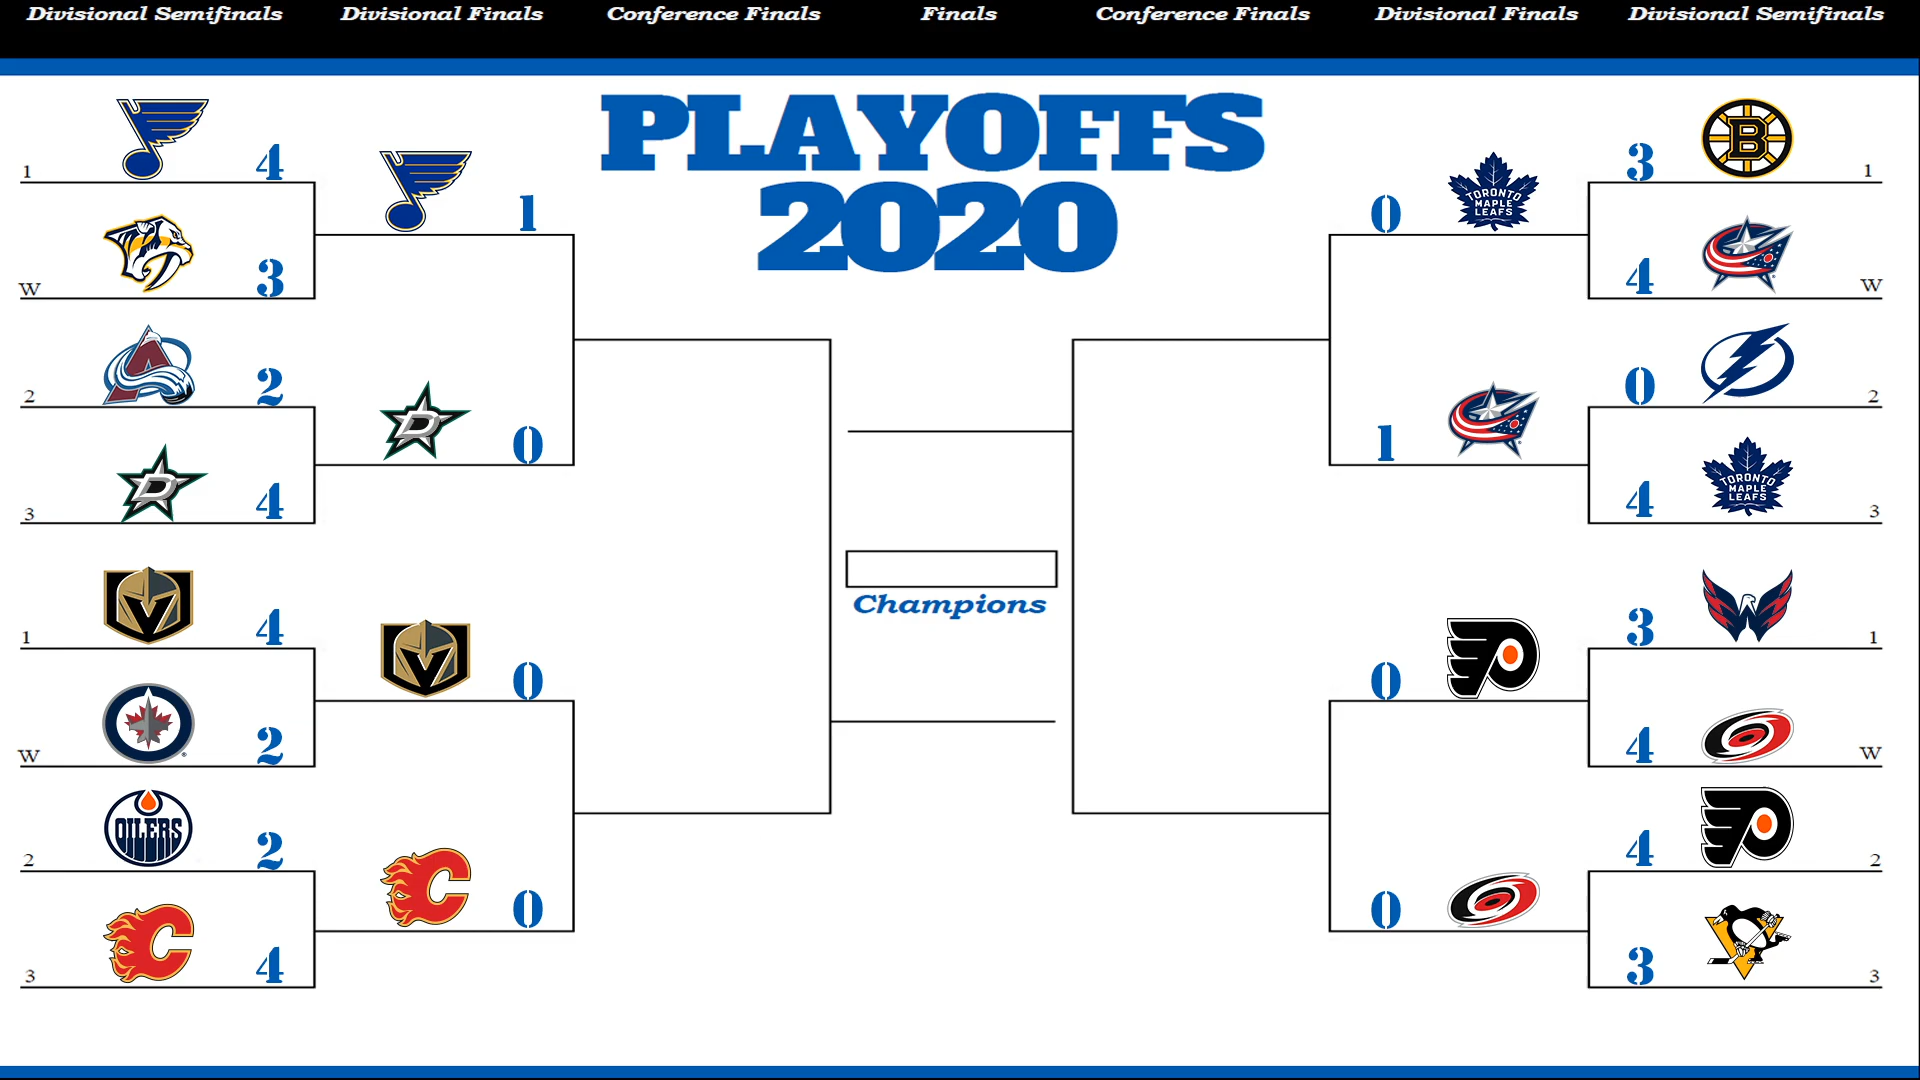 Divisional Semifinals Divisional Finals Conference Finals Finals Conference Finals Divisional Finals Divisional Semifinals
PLAYOFFS
2020
1 4
W 3
2 2
3 4
1 4
W 2
2 OILERS 2
3 4
1
0
0
0
Champions
0 TORONTO MAPLE LEAFS
1
0
0
3 B 1
4 W
0 2
4 TORONTO MAPLE LEAFS 3
3 1
4 W
4 2
3 3